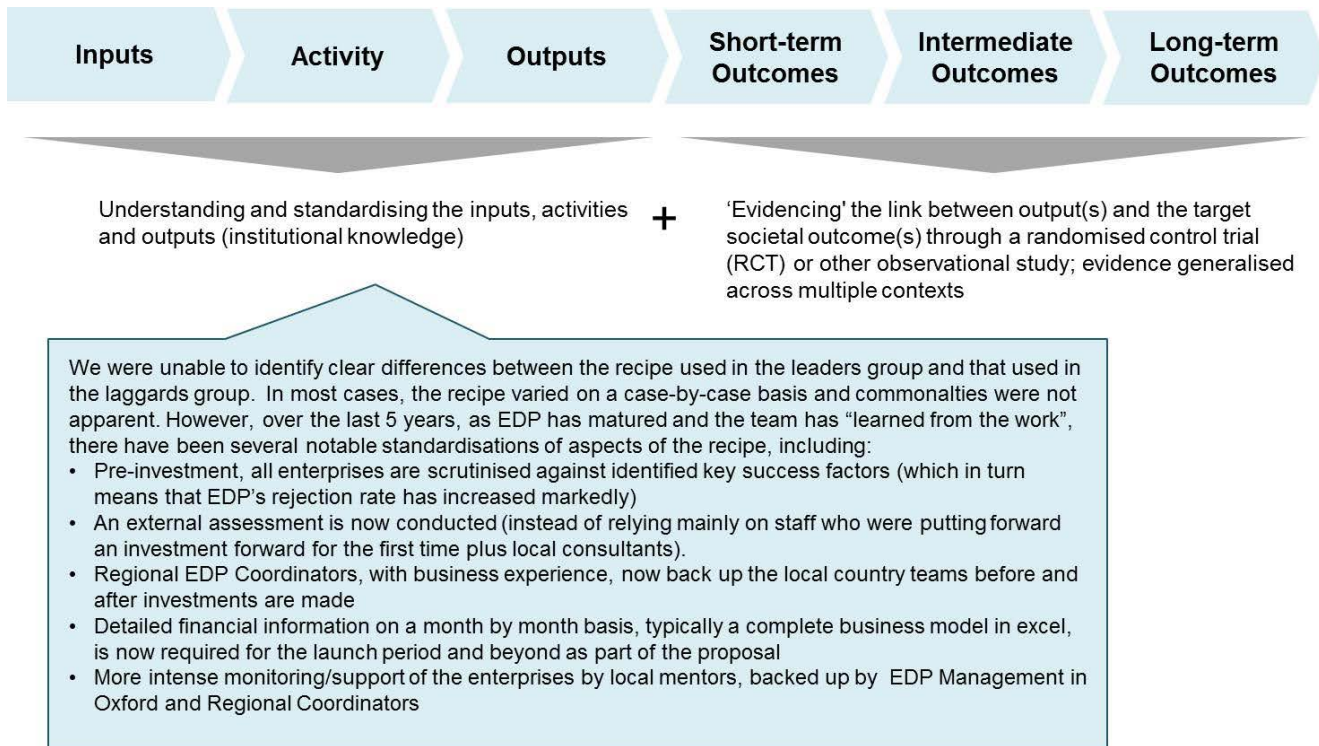 Inputs
Activity
Outputs
Short-term
Outcomes
Intermediate
Outcomes
Long-term
Outcomes
Understanding and standardising the inputs, activities
and outputs (institutional knowledge)
+
‘Evidencing' the link between output(s) and the target
societal outcome(s) through a randomised control trial
(RCT) or other observational study; evidence generalised
across multiple contexts
We were unable to identify clear differences between the recipe used in the leaders group and that used in
the laggards group. In most cases, the recipe varied on a case-by-case basis and commonalties were not
apparent. However, over the last 5 years, as EDP has matured and the team has “learned from the work”,
there have been several notable standardisations of aspects of the recipe, including:
• Pre-investment, all enterprises are scrutinised against identified key success factors (which in turn
means that EDP’s rejection rate has increased markedly)
• An external assessment is now conducted (instead of relying mainly on staff who were putting forward
an investment forward for the first time plus local consultants).
• Regional EDP Coordinators, with business experience, now back up the local country teams before and
after investments are made
• Detailed financial information on a month by month basis, typically a complete business model in excel,
is now required for the launch period and beyond as part of the proposal
• More intense monitoring/support of the enterprises by local mentors, backed up by EDP Management in
Oxford and Regional Coordinators